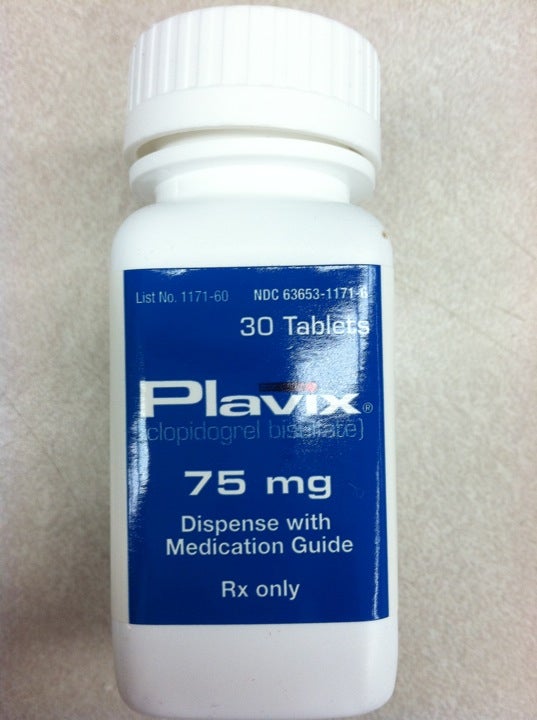 List No. 1171-60 NDC 63653-1171-6
30 Tablets
Plavix®
(clopidogrel bisulfate)
75 mg
Dispense with
Medication Guide
Rx only